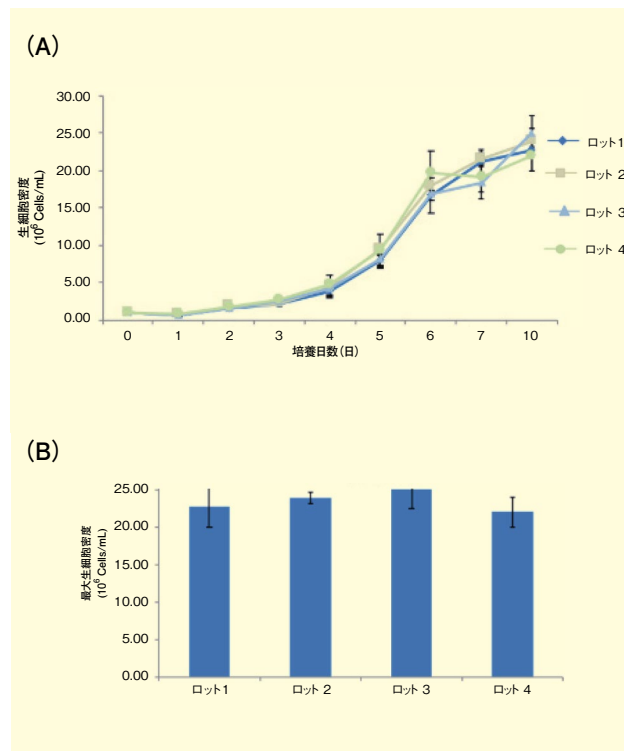 (A)
30.00
25.00
20.00
15.00
10.00
5.00
0.00
生細胞密度
(10⁶ Cells/mL)
0 1 2 3 4 5 6 7 10
培養日数(日)
ロット1
ロット 2
ロット 3
ロット 4
(B)
25.00
20.00
15.00
10.00
5.00
0.00
最大生細胞密度
(10⁶ Cells/mL)
ロット1 ロット 2 ロット 3 ロット 4